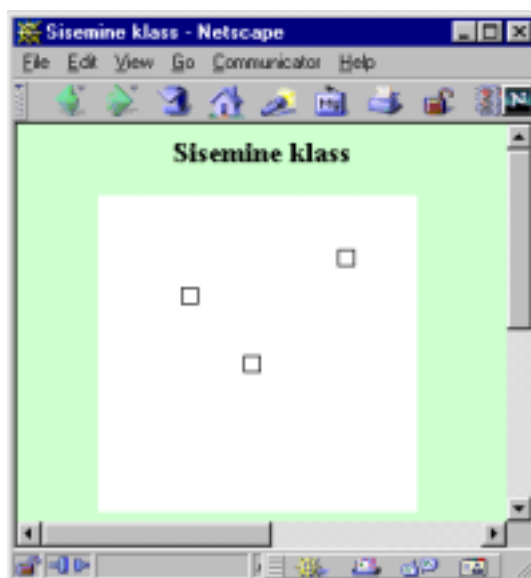 Sisemine klass - Netscape
File Edit View Go Communicator Help
Sisemine klass